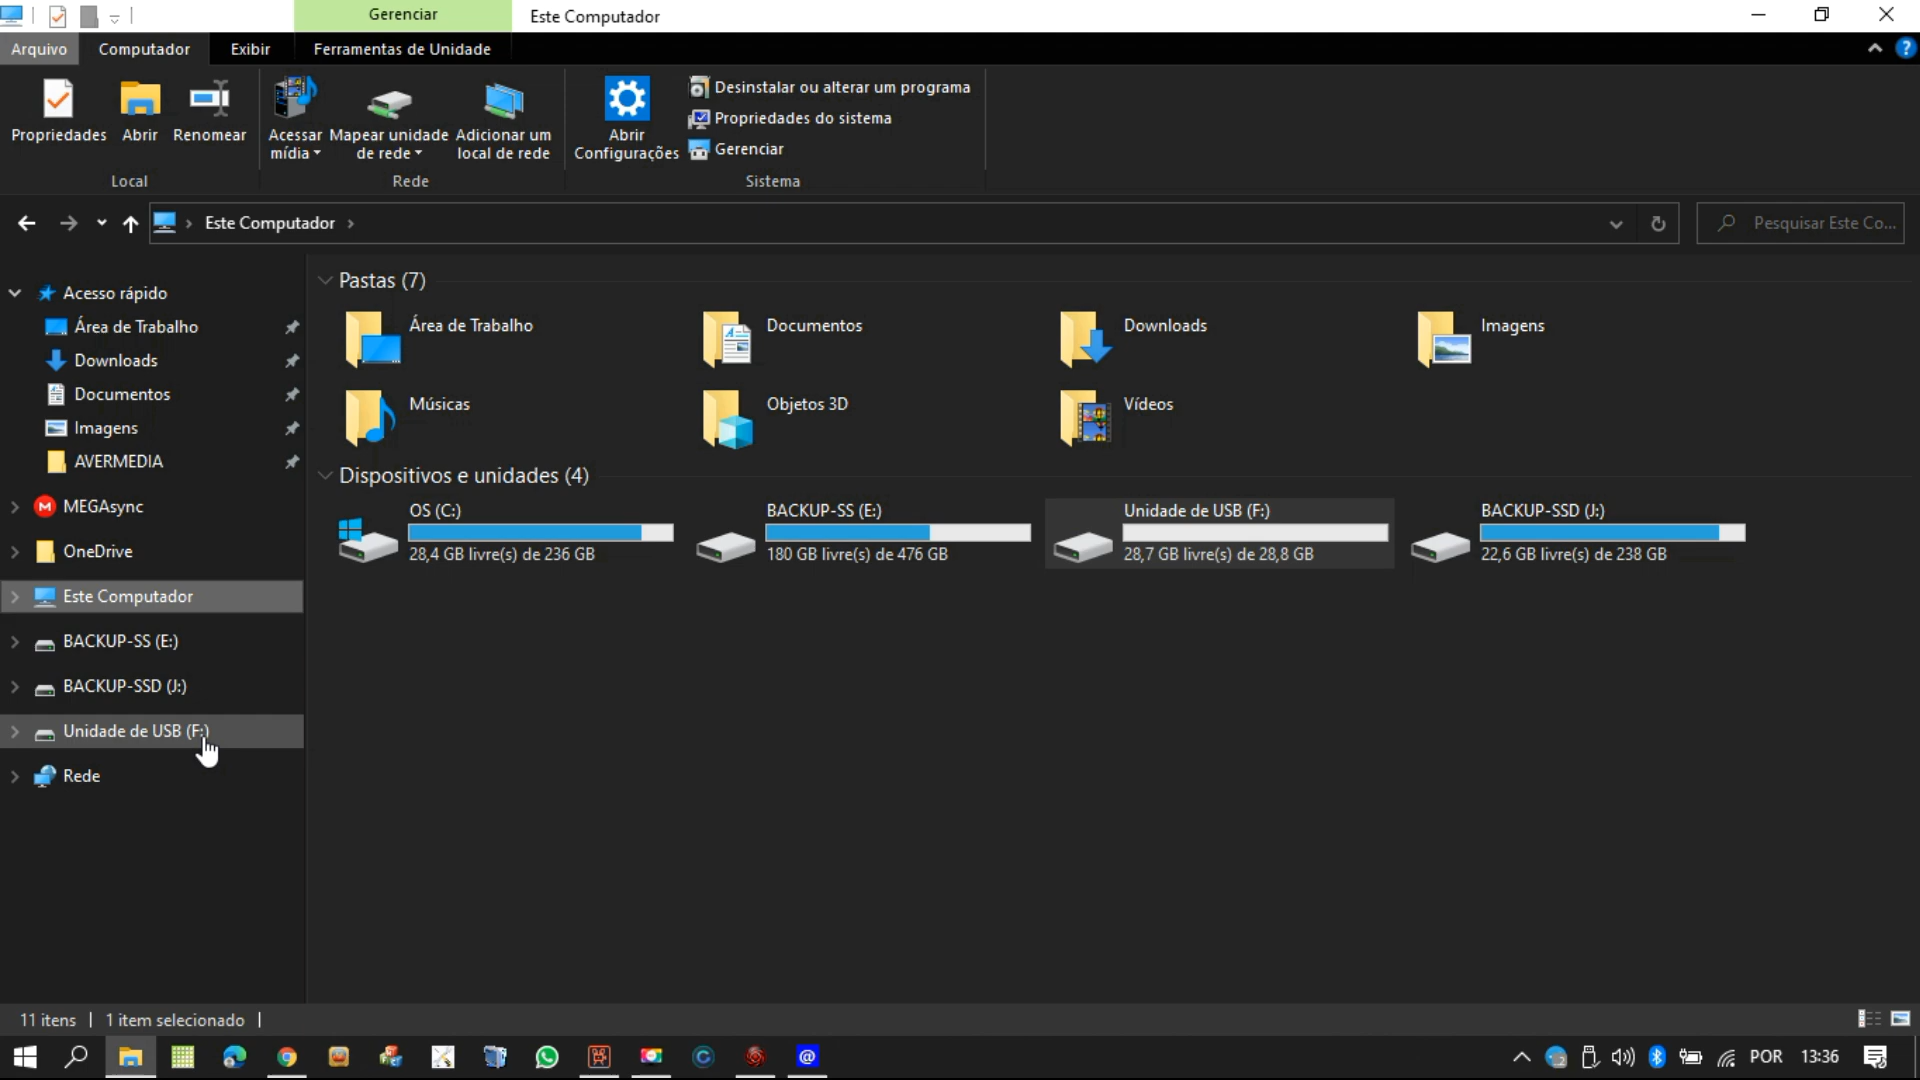 Gerenciar
Este Computador
Arquivo
Computador
Exibir
Ferramentas de Unidade
Propriedades
Abrir
Renomear
Acessar
mídia
Mapear unidade
de rede
Adicionar um
local de rede
Abrir
Configurações
Desinstalar ou alterar um programa
Propriedades do sistema
Gerenciar
Local
Rede
Sistema
Este Computador
Pesquisar Este Co...
Acesso rápido
Área de Trabalho
Downloads
Documentos
Imagens
AVERMEDIA
MEGAsync
OneDrive
Este Computador
BACKUP-SS (E:)
BACKUP-SSD (J:)
Unidade de USB (F:)
Rede
Pastas (7)
Área de Trabalho
Documentos
Downloads
Imagens
Músicas
Objetos 3D
Vídeos
Dispositivos e unidades (4)
OS (C:)
28,4 GB livre(s) de 236 GB
BACKUP-SS (E:)
180 GB livre(s) de 476 GB
Unidade de USB (F:)
28,7 GB livre(s) de 28,8 GB
BACKUP-SSD (J:)
22,6 GB livre(s) de 238 GB
11 itens
1 item selecionado
POR
13:36